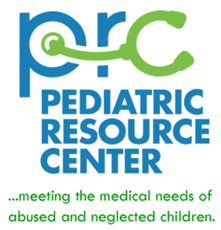 prc
PEDIATRIC
RESOURCE
CENTER
...meeting the medical needs of
abused and neglected children.